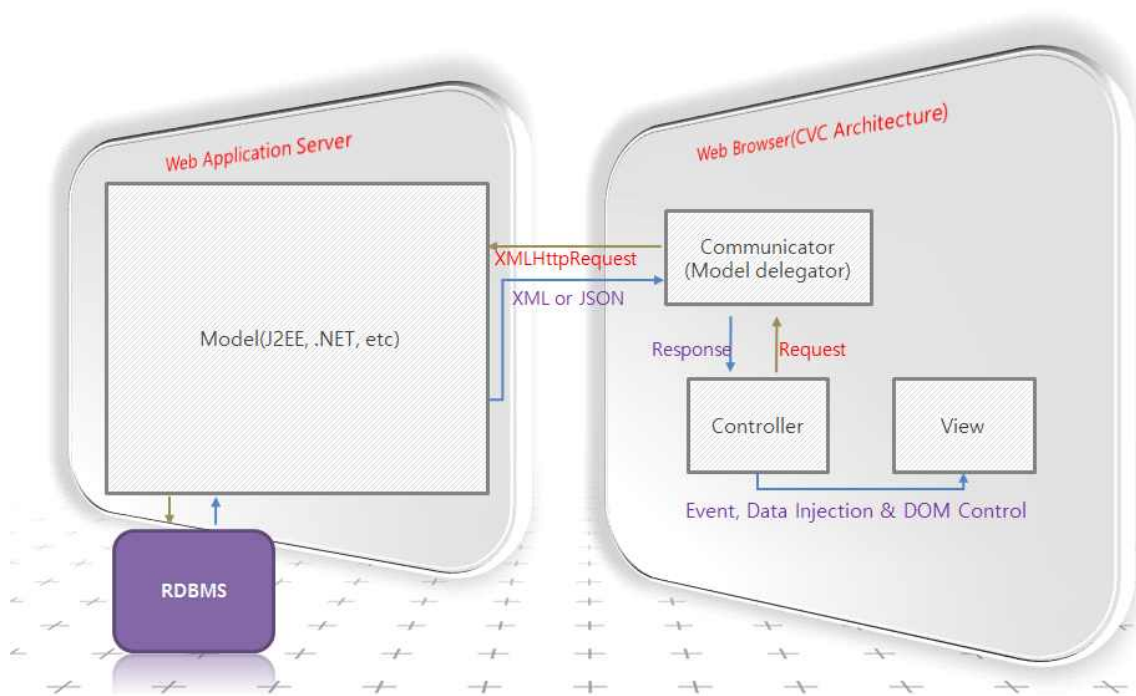 Web Application Server
Model(J2EE, .NET, etc)
RDBMS
XMLHttpRequest
XML or JSON
Web Browser(CVC Architecture)
Communicator
(Model delegator)
Response
Request
Controller
View
Event, Data Injection & DOM Control